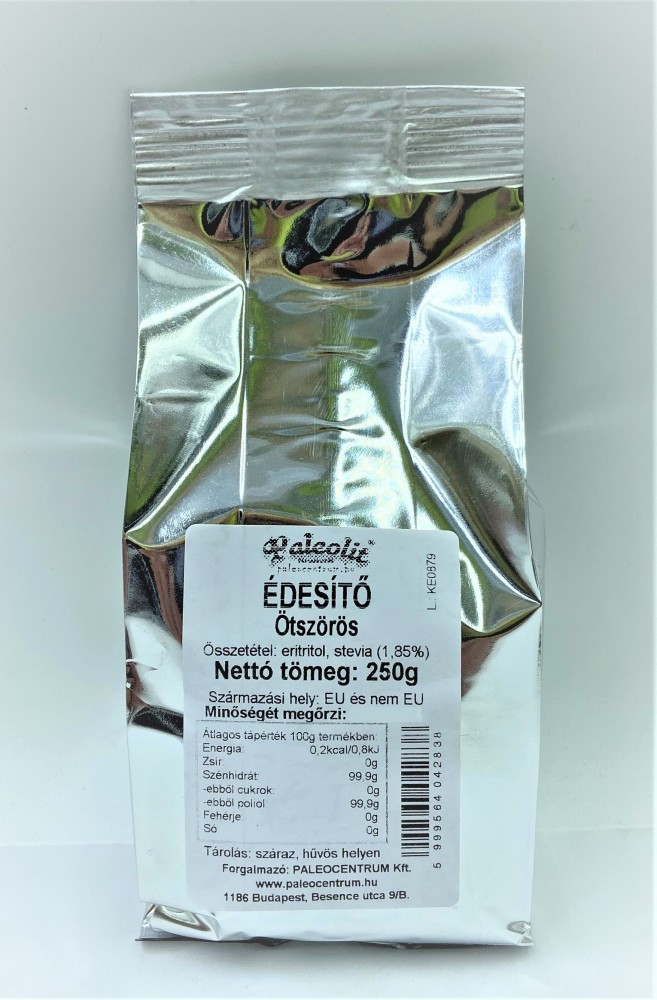 Paleolit
paleocentrum.hu
ÉDESÍTŐ
Ötszörös
Összetétel: eritritol, stevia (1,85%)
Nettó tömeg: 250g
Származási hely: EU és nem EU
Minőségét megőrzi:
Átlagos tápérték 100g termékben
Energia: 0,2kcal/0,8kJ
Zsír: 0g
Szénhidrát: 99,9g
-ebből cukrok: 0g
-ebből poliol: 99,9g
Fehérje: 0g
Só 0g
Tárolás: száraz, hűvös helyen
Forgalmazó: PALEOCENTRUM Kft.
www.paleocentrum.hu
1186 Budapest, Besence utca 9/B.
L.: KE0879
5 999564 042838